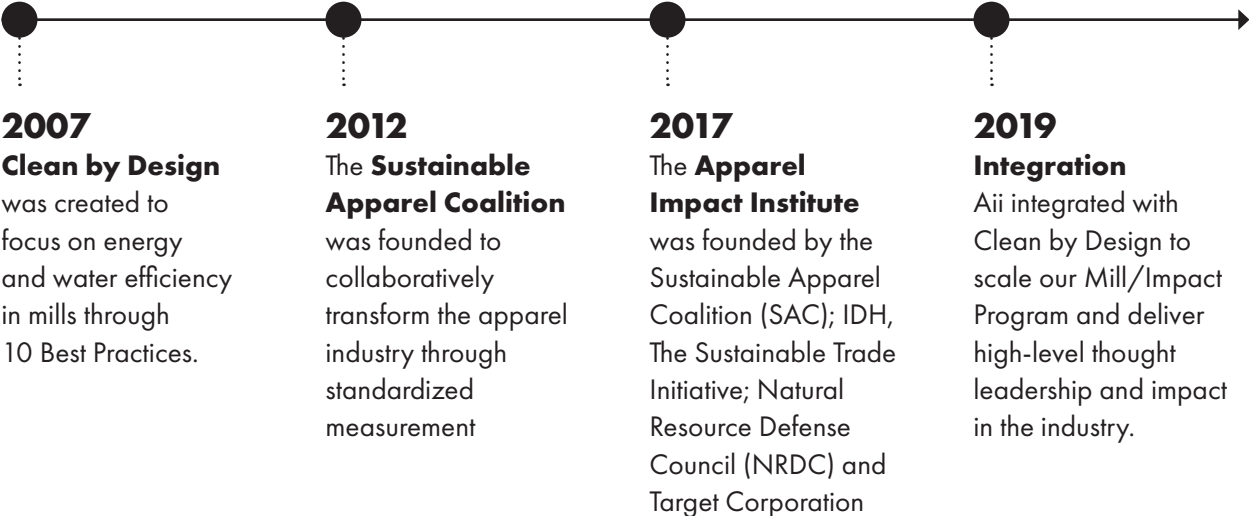 2007
Clean by Design
was created to
focus on energy
and water efficiency
in mills through
10 Best Practices.
2012
The Sustainable
Apparel Coalition
was founded to
collaboratively
transform the apparel
industry through
standardized
measurement
2017
The Apparel
Impact Institute
was founded by the
Sustainable Apparel
Coalition (SAC); IDH,
The Sustainable Trade
Initiative; Natural
Resource Defense
Council (NRDC) and
Target Corporation
2019
Integration
Aii integrated with
Clean by Design to
scale our Mill/Impact
Program and deliver
high-level thought
leadership and impact
in the industry.